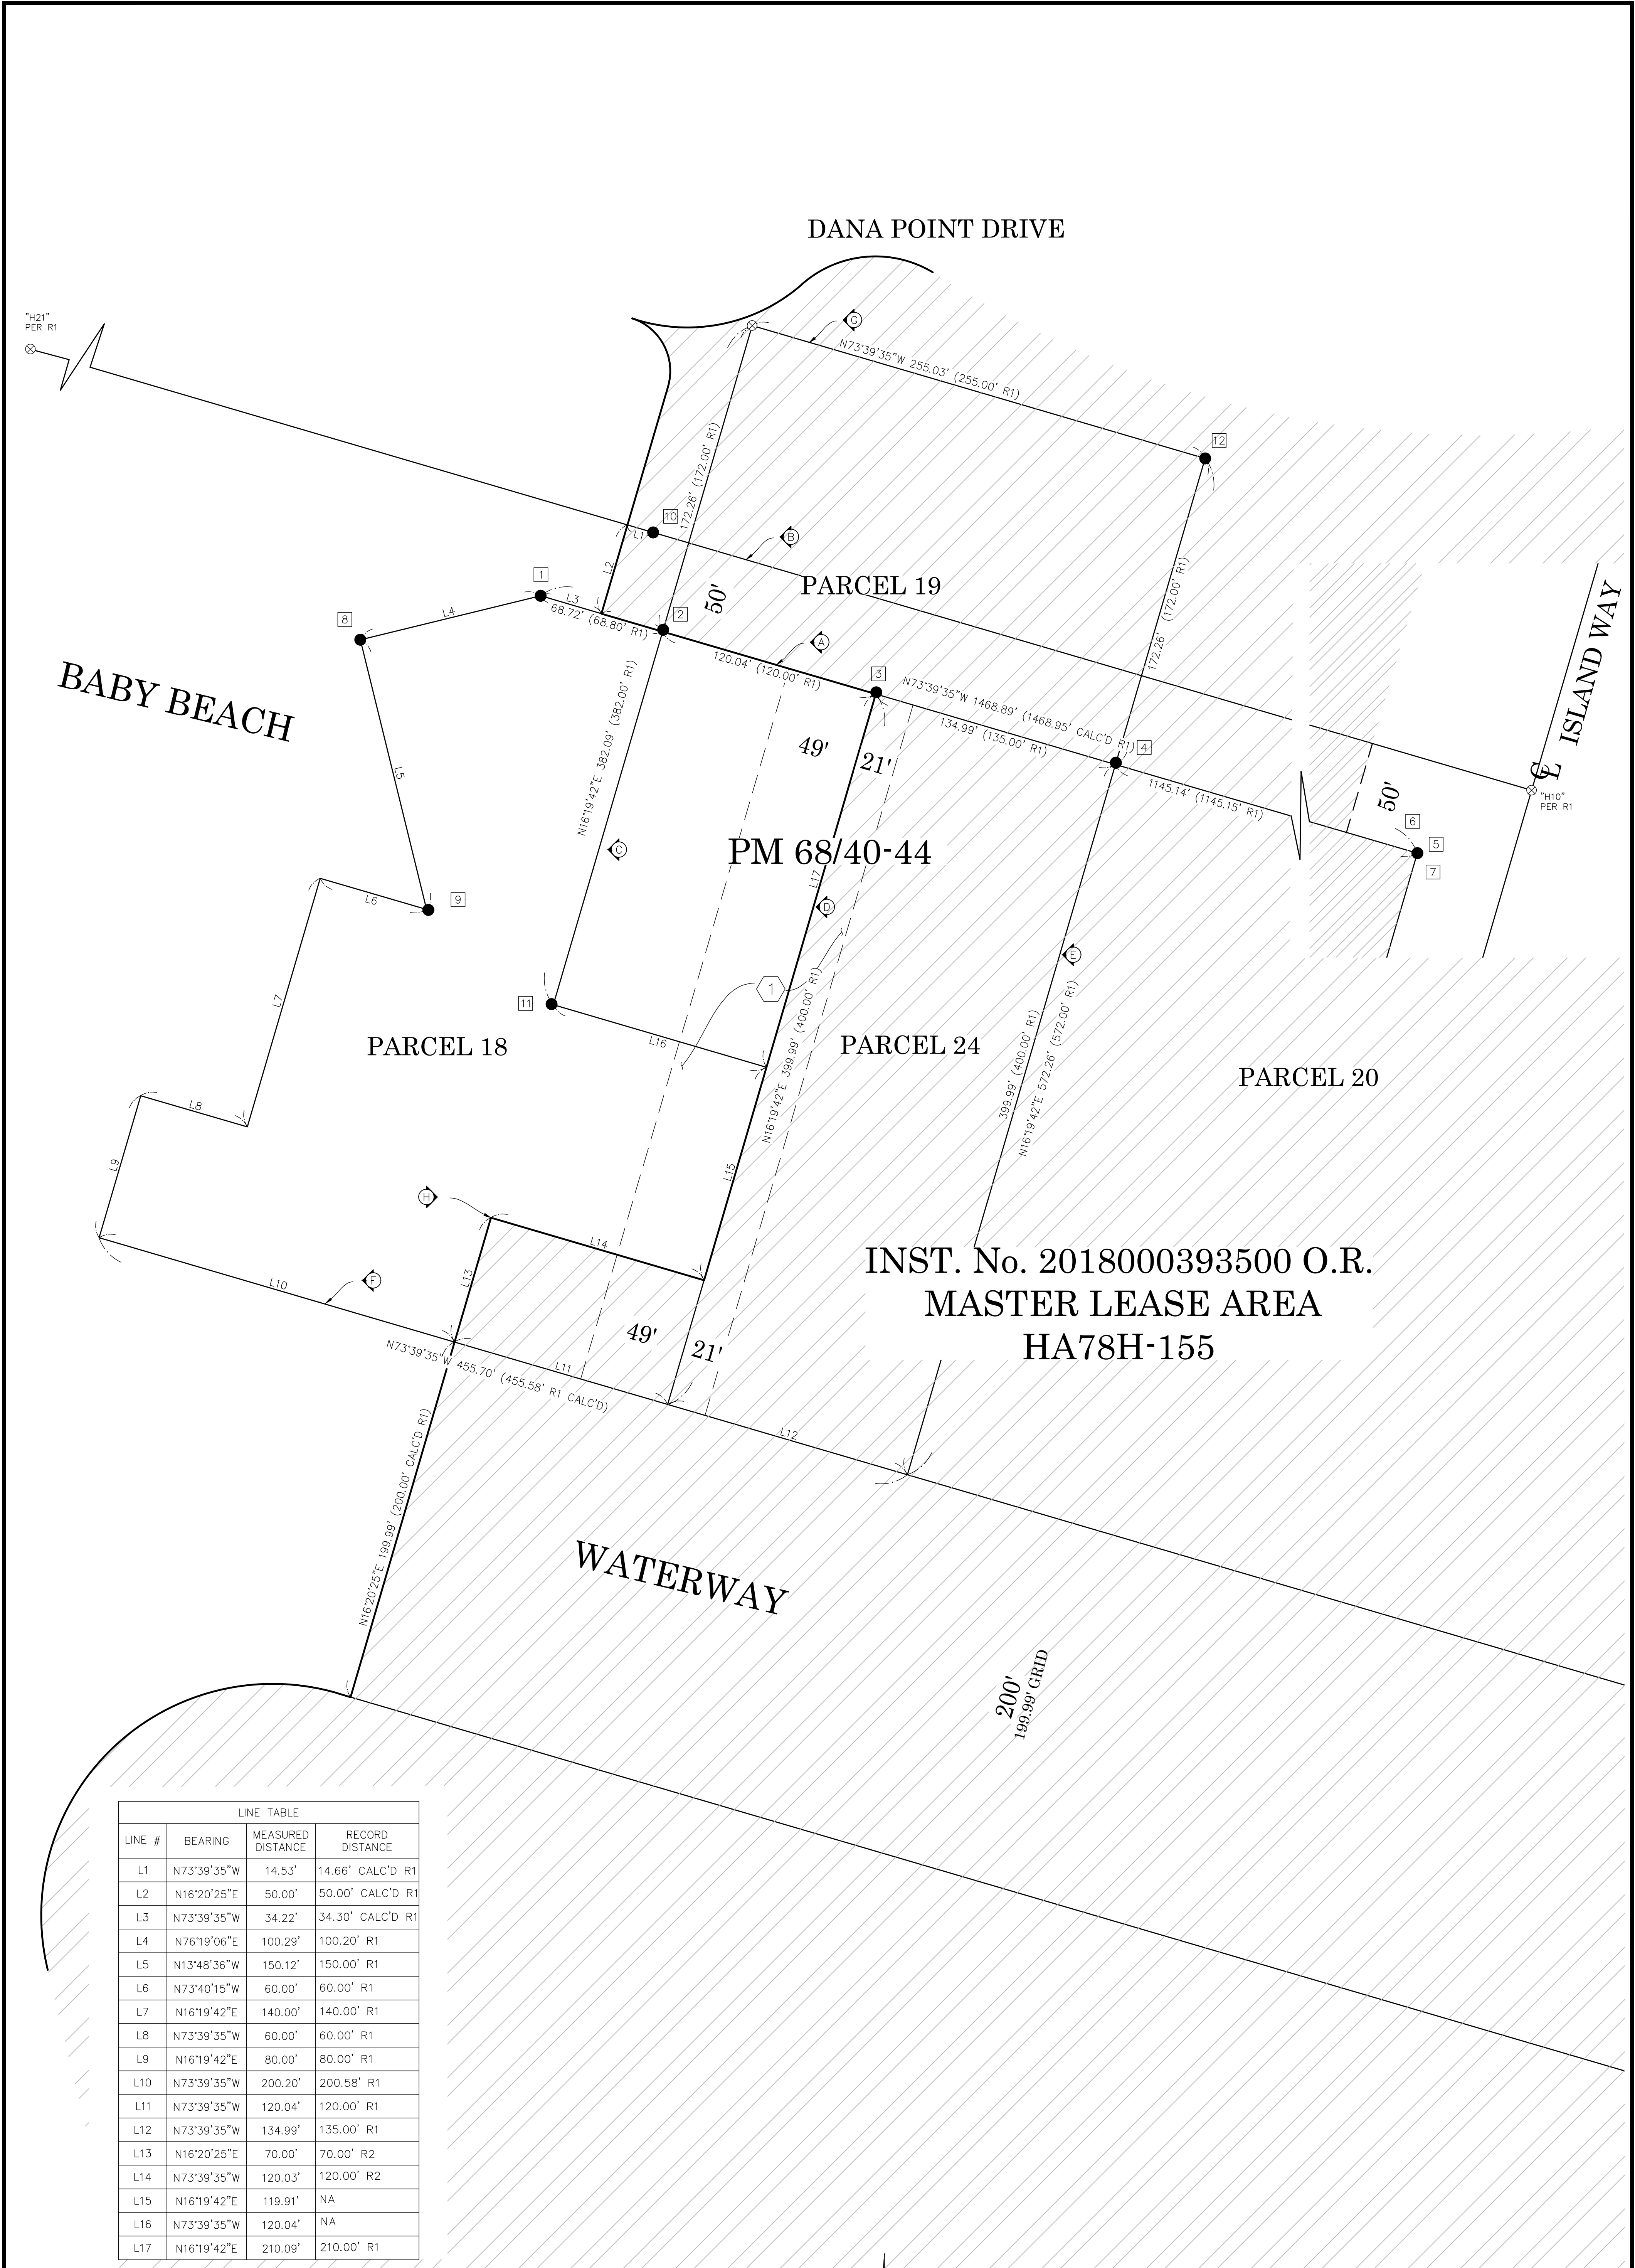 DANA POINT DRIVE
"H21"
PER R1
G
N73°39'35"W 255.03' (255.00' R1)
12
172.26' (172.00' R1)
10
L1
B
L2
1
L3
68.72' (68.80' R1)
2
50'
PARCEL 19
172.26' (172.00' R1)
L4
8
A
120.04' (120.00' R1)
3
N73°39'35"W 1468.89' (1468.95' CALC'D R1)
134.99' (135.00' R1)
4
1145.14' (1145.15' R1)
℄ ISLAND WAY
"H10"
PER R1
50'
6
5
7
BABY BEACH
L5
N16°19'42"E 382.09' (382.00' R1)
C
49'
21'
PM 68/40-44
L17
D
L6
9
E
L7
11
1
PARCEL 18
L16
N16°19'42"E 399.99' (400.00' R1)
PARCEL 24
399.99' (400.00' R1)
N16°19'42"E 572.26' (572.00' R1)
PARCEL 20
L8
L9
L15
H
L14
L13
L10
F
INST. No. 2018000393500 O.R.
MASTER LEASE AREA
HA78H-155
49'
21'
L11
N73°39'35"W 455.70' (455.58' R1 CALC'D)
L12
N16°20'25"E 199.99' (200.00' CALC'D R1)
WATERWAY
200'
199.99' GRID
LINE TABLE
LINE # BEARING MEASURED DISTANCE RECORD DISTANCE
L1 N73°39'35"W 14.53' 14.66' CALC'D R1
L2 N16°20'25"E 50.00' 50.00' CALC'D R1
L3 N73°39'35"W 34.22' 34.30' CALC'D R1
L4 N76°19'06"E 100.29' 100.20' R1
L5 N13°48'36"W 150.12' 150.00' R1
L6 N73°40'15"W 60.00' 60.00' R1
L7 N16°19'42"E 140.00' 140.00' R1
L8 N73°39'35"W 60.00' 60.00' R1
L9 N16°19'42"E 80.00' 80.00' R1
L10 N73°39'35"W 200.20' 200.58' R1
L11 N73°39'35"W 120.04' 120.00' R1
L12 N73°39'35"W 134.99' 135.00' R1
L13 N16°20'25"E 70.00' 70.00' R2
L14 N73°39'35"W 120.03' 120.00' R2
L15 N16°19'42"E 119.91' NA
L16 N73°39'35"W 120.04' NA
L17 N16°19'42"E 210.09' 210.00' R1